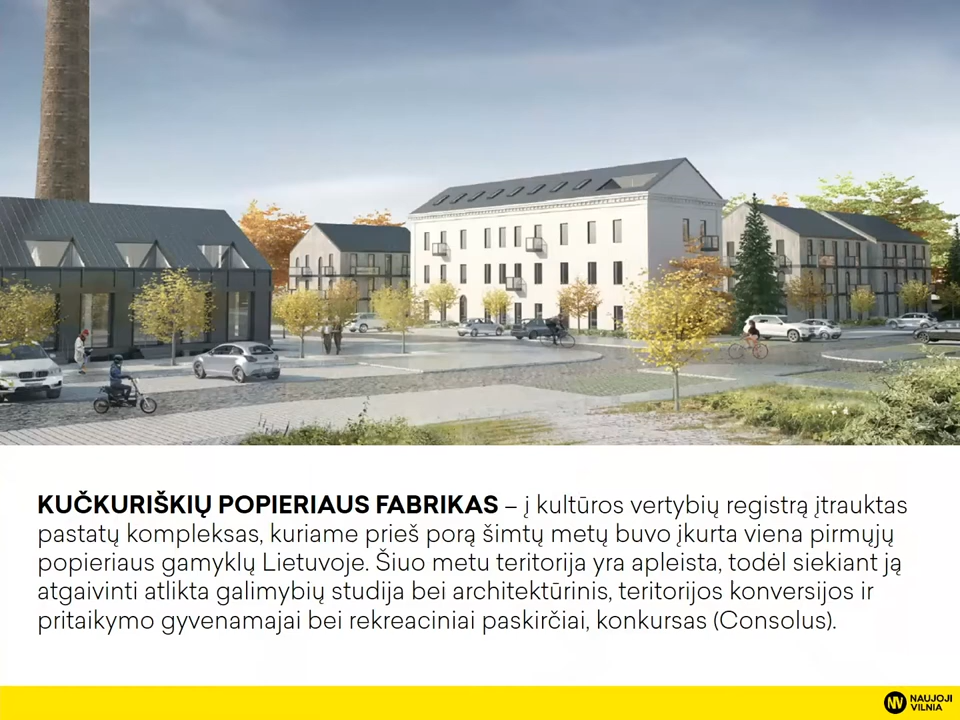 KUČKURIŠKIŲ POPIERIAUS FABRIKAS – į kultūros vertybių registrą įtrauktas
pastatų kompleksas, kuriame prieš porą šimtų metų buvo įkurta viena pirmųjų
popieriaus gamyklų Lietuvoje. Šiuo metu teritorija yra apleista, todėl siekiant ją
atgaivinti atlikta galimybių studija bei architektūrinis, teritorijos konversijos ir
pritaikymo gyvenamajai bei rekreaciniai paskirčiai, konkursas (Consolus).
NV NAUJOJI
VILNIA